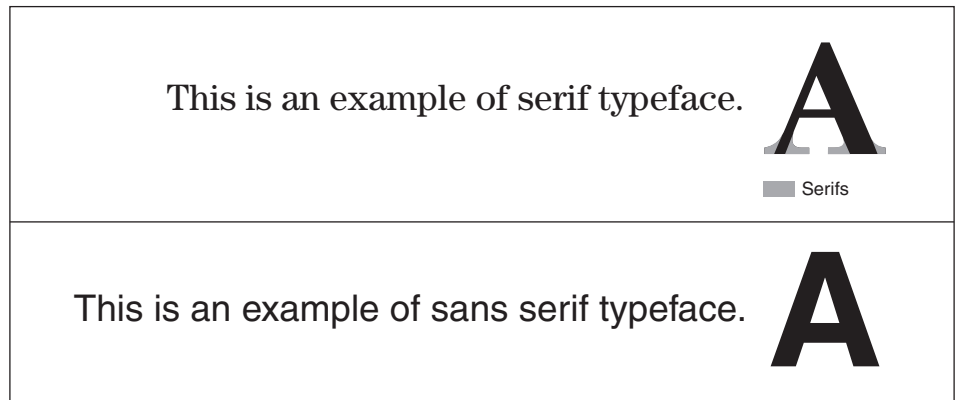 This is an example of serif typeface.
A
Serifs
This is an example of sans serif typeface.
A